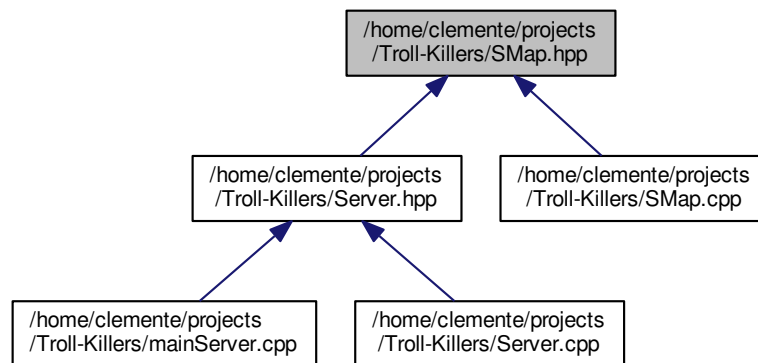 /home/clemente/projects
/Troll-Killers/SMap.hpp
/home/clemente/projects
/Troll-Killers/Server.hpp
/home/clemente/projects
/Troll-Killers/SMap.cpp
/home/clemente/projects
/Troll-Killers/mainServer.cpp
/home/clemente/projects
/Troll-Killers/Server.cpp